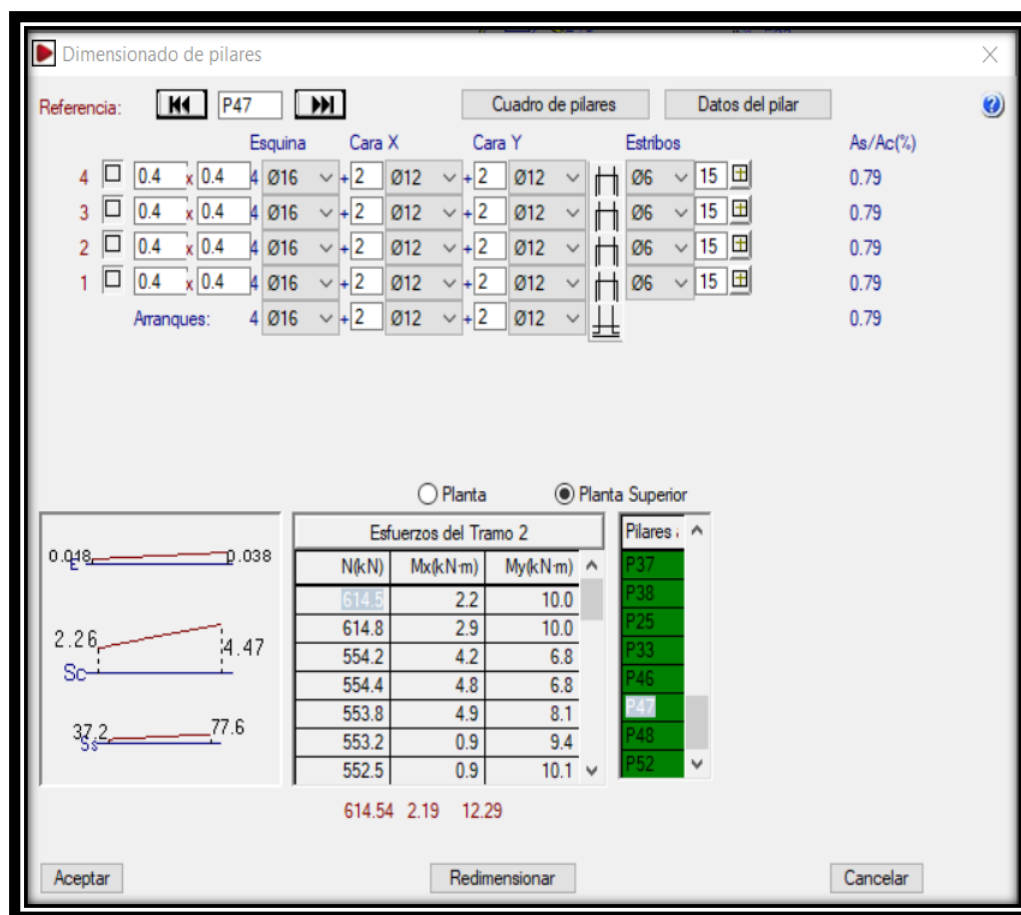 Dimensionado de pilares
Referencia: P47 Cuadro de pilares Datos del pilar
Esquina Cara X Cara Y Estribos As/Ac(%)
4 0.4 x 0.4 4 Ø16 + 2 Ø12 + 2 Ø12 Ø6 15 0.79
3 0.4 x 0.4 4 Ø16 + 2 Ø12 + 2 Ø12 Ø6 15 0.79
2 0.4 x 0.4 4 Ø16 + 2 Ø12 + 2 Ø12 Ø6 15 0.79
1 0.4 x 0.4 4 Ø16 + 2 Ø12 + 2 Ø12 Ø6 15 0.79
Arranques: 4 Ø16 + 2 Ø12 + 2 Ø12 0.79
Planta Planta Superior
0.018 0.038
E
2.26 4.47
Sc
37.2 77.6
Ss
Esfuerzos del Tramo 2
N(kN) Mx(kN·m) My(kN·m)
614.5 2.2 10.0
614.8 2.9 10.0
554.2 4.2 6.8
554.4 4.8 6.8
553.8 4.9 8.1
553.2 0.9 9.4
552.5 0.9 10.1
614.54 2.19 12.29
Pilares
P37
P38
P25
P33
P46
P47
P48
P52
Aceptar Redimensionar Cancelar